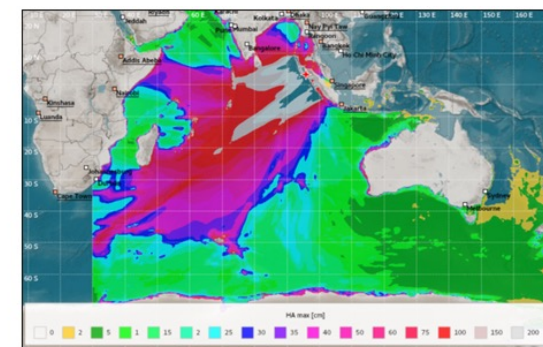 60 E
130 E 140 E 150 E 160 E
Jeddah
Kolkata Dhaka
Pune Mumbai
Nay Pyi Taw
Rangoon
Bangkok
Bangalore
Ho Chi Minh City
Addis Ababa
Singapore
Nairobi
Kinshasa
Jakarta
Luanda
10 S
20 S
30 S
Cape Town
Sydney
Melbourne
40 S
50 S
60 S
HA max [cm]
0 2 5 1 15 2 25 30 35 40 50 60 75 100 150 200